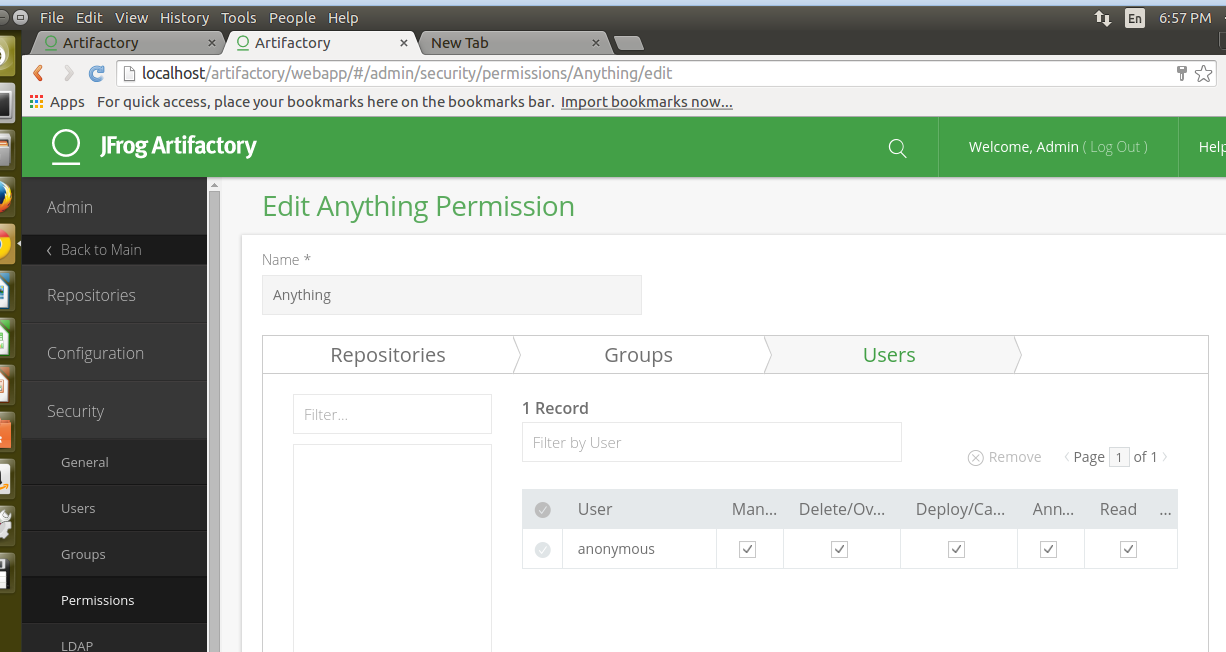 File Edit View History Tools People Help
En 6:57 PM
Artifactory × Artifactory × New Tab ×
localhost/artifactory/webapp/#/admin/security/permissions/Anything/edit
Apps For quick access, place your bookmarks here on the bookmarks bar. Import bookmarks now...
JFrog Artifactory
Welcome, Admin ( Log Out )
Help
Admin
‹ Back to Main
Repositories
Configuration
Security
General
Users
Groups
Permissions
LDAP
Edit Anything Permission
Name *
Anything
Repositories Groups Users
Filter...
1 Record
Filter by User
Remove ‹ Page 1 of 1 ›
User Man... Delete/Ov... Deploy/Ca... Ann... Read ...
anonymous